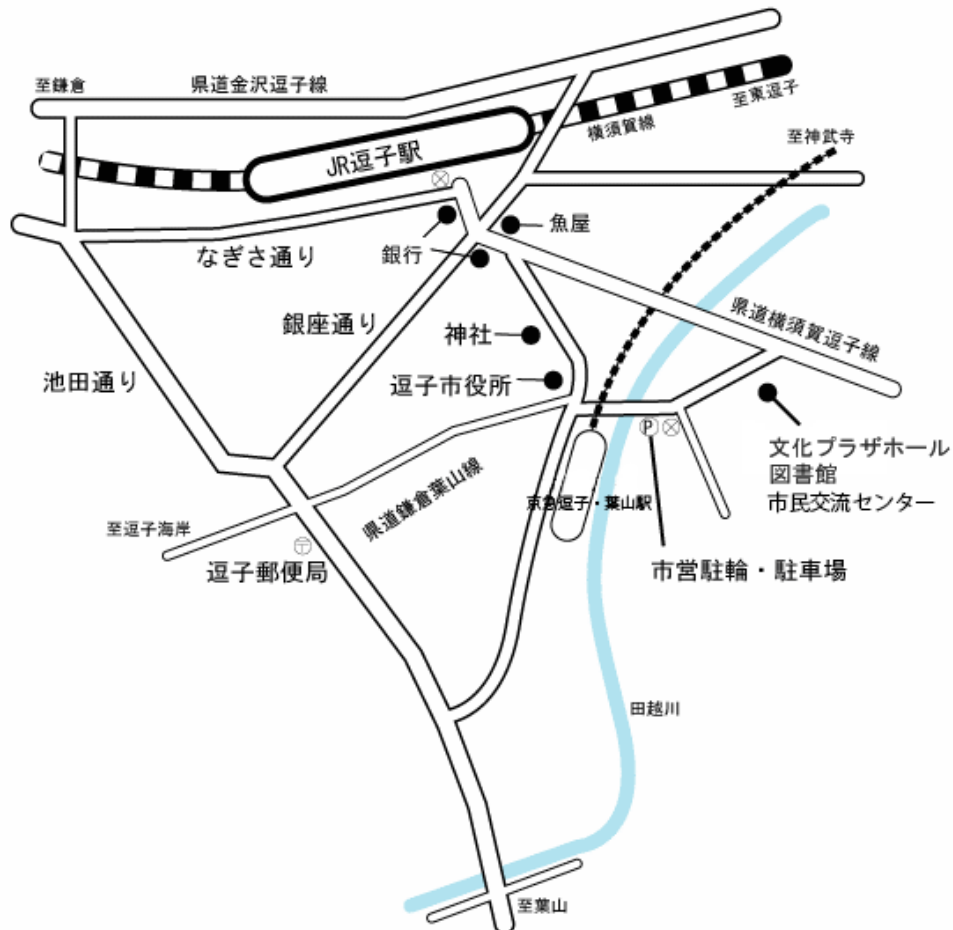 至鎌倉
県道金沢逗子線
至東逗子
横須賀線
至神武寺
JR逗子駅
魚屋
なぎさ通り
銀行
銀座通り
神社
県道横須賀逗子線
池田通り
逗子市役所
P
文化プラザホール
図書館
市民交流センター
県道鎌倉葉山線
京急逗子・葉山駅
至逗子海岸
〒
逗子郵便局
市営駐輪・駐車場
田越川
至葉山